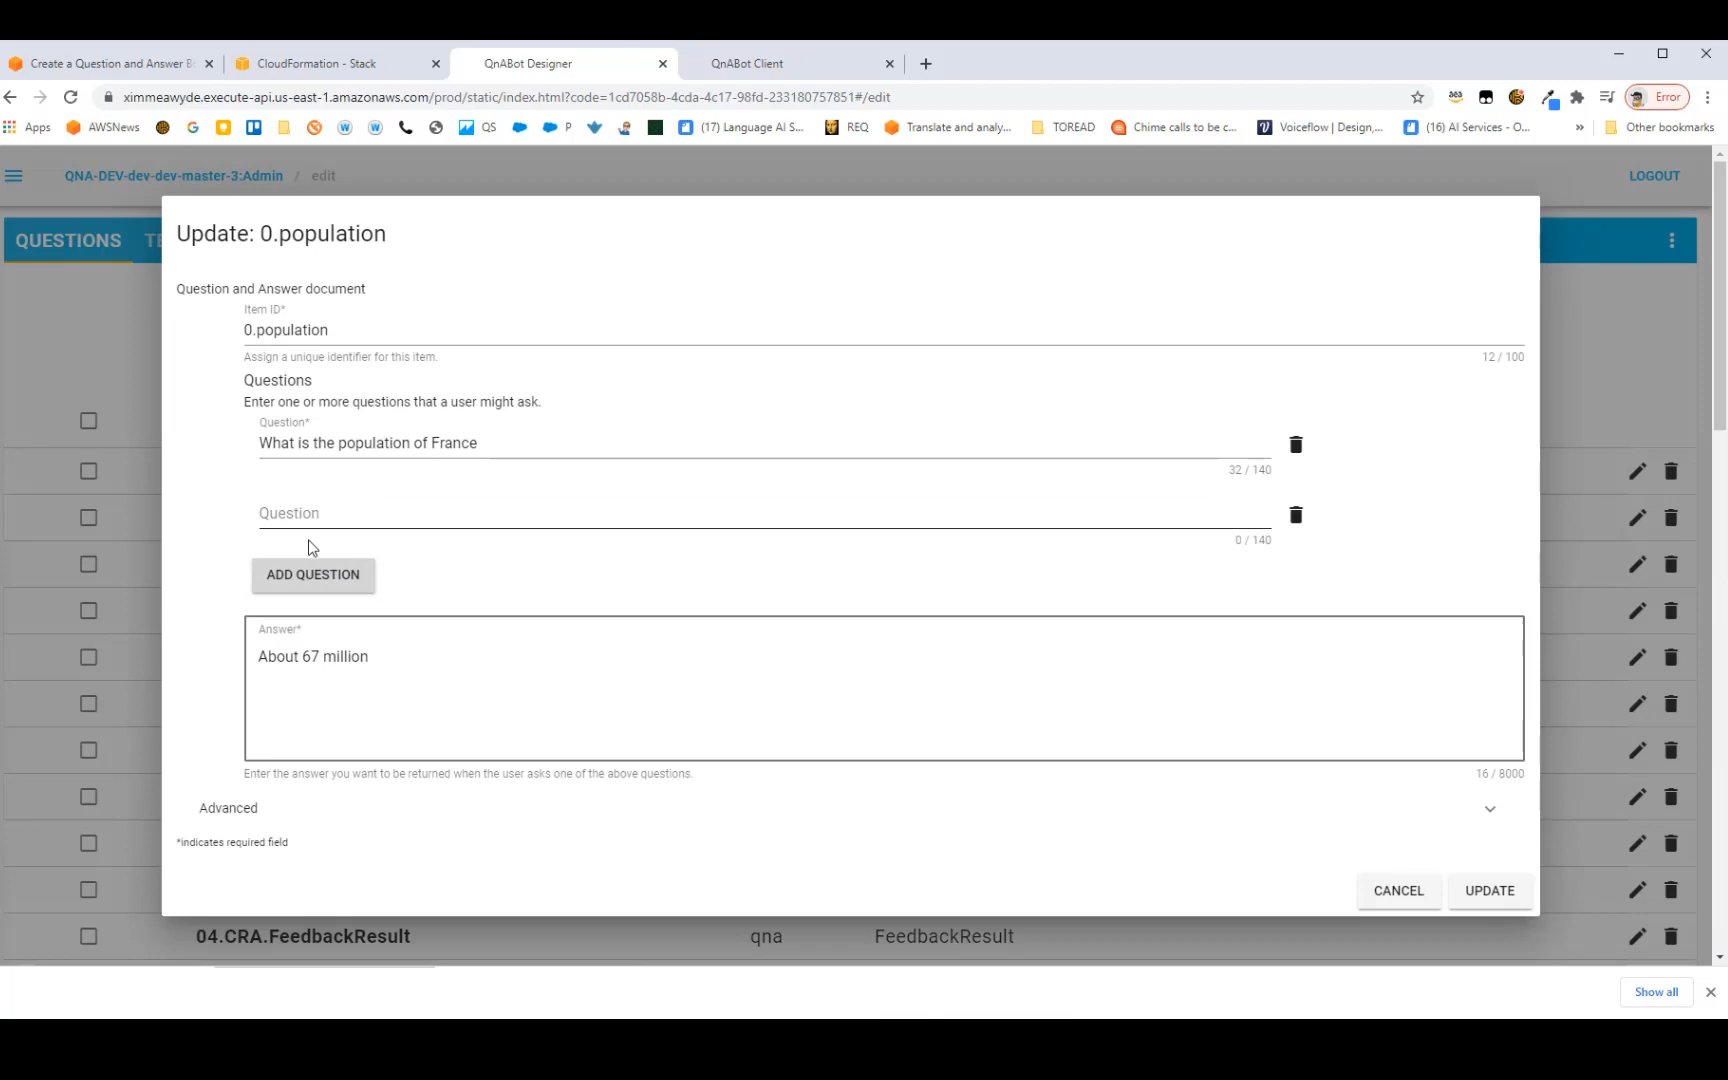 Create a Question and Answer B
CloudFormation - Stack
QnABot Designer
QnABot Client
ximmeawyde.execute-api.us-east-1.amazonaws.com/prod/static/index.html?code=1cd7058b-4cda-4c17-98fd-233180757851#/edit
Error
Apps
AWSNews
QS
P
(17) Language AI S...
REQ
Translate and analy...
TOREAD
Chime calls to be c...
Voiceflow | Design,...
(16) AI Services - O...
»
Other bookmarks
QNA-DEV-dev-dev-master-3:Admin / edit
LOGOUT
QUESTIONS
TE
Update: 0.population
Question and Answer document
Item ID*
0.population
Assign a unique identifier for this item.
12 / 100
Questions
Enter one or more questions that a user might ask.
Question*
What is the population of France
32 / 140
Question
0 / 140
ADD QUESTION
Answer*
About 67 million
Enter the answer you want to be returned when the user asks one of the above questions.
16 / 8000
Advanced
*indicates required field
CANCEL
UPDATE
04.CRA.FeedbackResult
qna
FeedbackResult
Show all